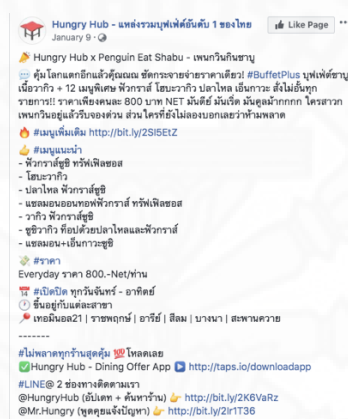 Hungry Hub - แหล่งรวมบุฟเฟ่ต์อันดับ 1 ของไทย
Like Page
January 9
Hungry Hub x Penguin Eat Shabu - เพนกวินกินชาบู
คุ้มโลกแตกอีกแล้วคุ๊ณณณ ซัดกระจายจ่ายราคาเดียว! #BuffetPlus บุฟเฟ่ต์ชาบู
เนื้อวากิว + 12 เมนูพิเศษ ฟัวกราส์ โฮบะวากิว ปลาไหล เอ็นกาวะ สั่งไม่อั้นทุก
รายการ!! ราคาเพียงคนละ 800 บาท NET มันดีย์ มันเริ่ด มันคูลม้ากกกกก ใครสาวก
เพนกวินอยู่แล้วรีบจองด่วน ส่วนใครที่ยังไม่ลองบอกเลยว่าห้ามพลาด
#เมนูเพิ่มเติม http://bit.ly/2SI5EtZ
#เมนูแนะนำ
- ฟัวกราส์ซูชิ ทรัฟเฟิลซอส
- โฮบะวากิว
- ปลาไหล ฟัวกราส์ซูชิ
- แซลมอนออนทอฟฟัวกราส์ ทรัฟเฟิลซอส
- วากิว ฟัวกราส์ซูชิ
- ซูชิวากิว ท็อปด้วยปลาไหลและฟัวกราส์
- แซลมอน+เอ็นกาวะซูชิ
#ราคา
Everyday ราคา 800.-Net/ท่าน
#เปิดปิด ทุกวันจันทร์ - อาทิตย์
ขึ้นอยู่กับแต่ละสาขา
เทอมินอล21 | ราชพฤกษ์ | อารีย์ | สีลม | บางนา | สะพานควาย
-------
#ไม่พลาดทุกร้านสุดคุ้ม 💯 โหลดเลย
Hungry Hub - Dining Offer App http://taps.io/downloadapp
#LINE@ 2 ช่องทางติดตามเรา
@HungryHub (อัปเดท + ค้นหาร้าน) http://bit.ly/2K6VaRz
@Mr.Hungry (พูดคุยแจ้งปัญหา) http://bit.ly/2Ir1T36